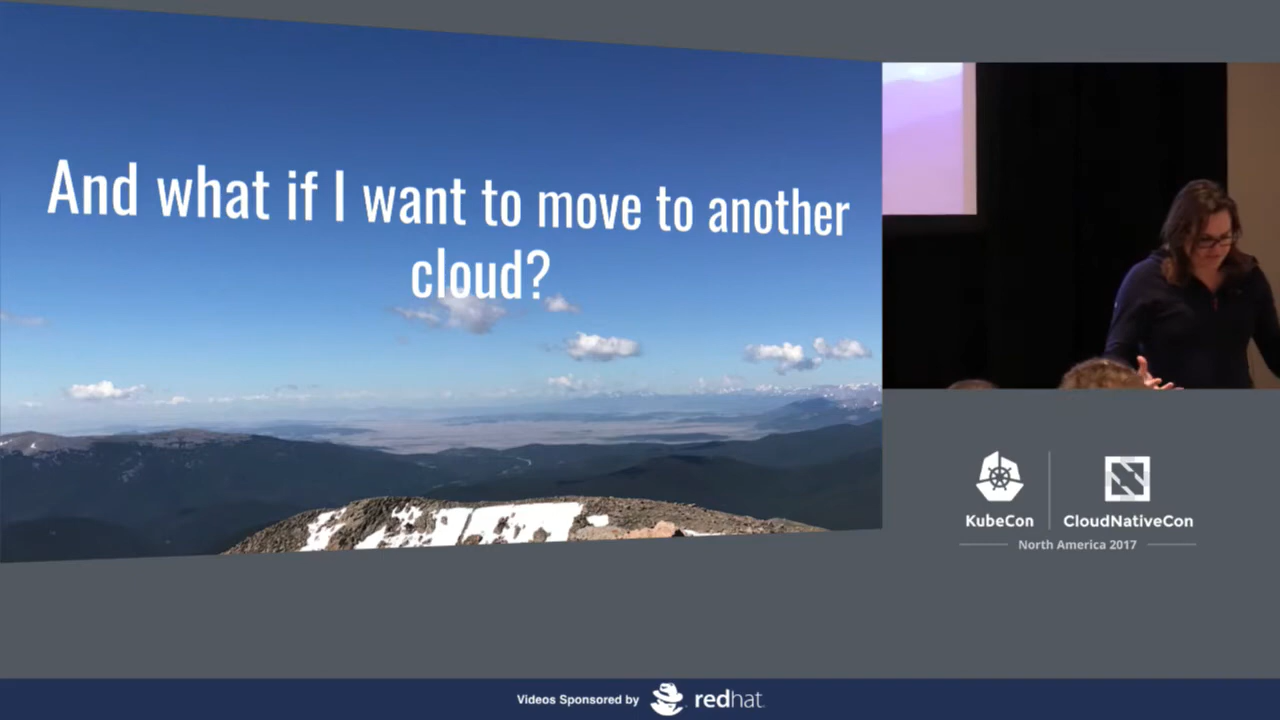 And what if I want to move to another
cloud?
KubeCon
CloudNativeCon
North America 2017
Videos Sponsored by
redhat.